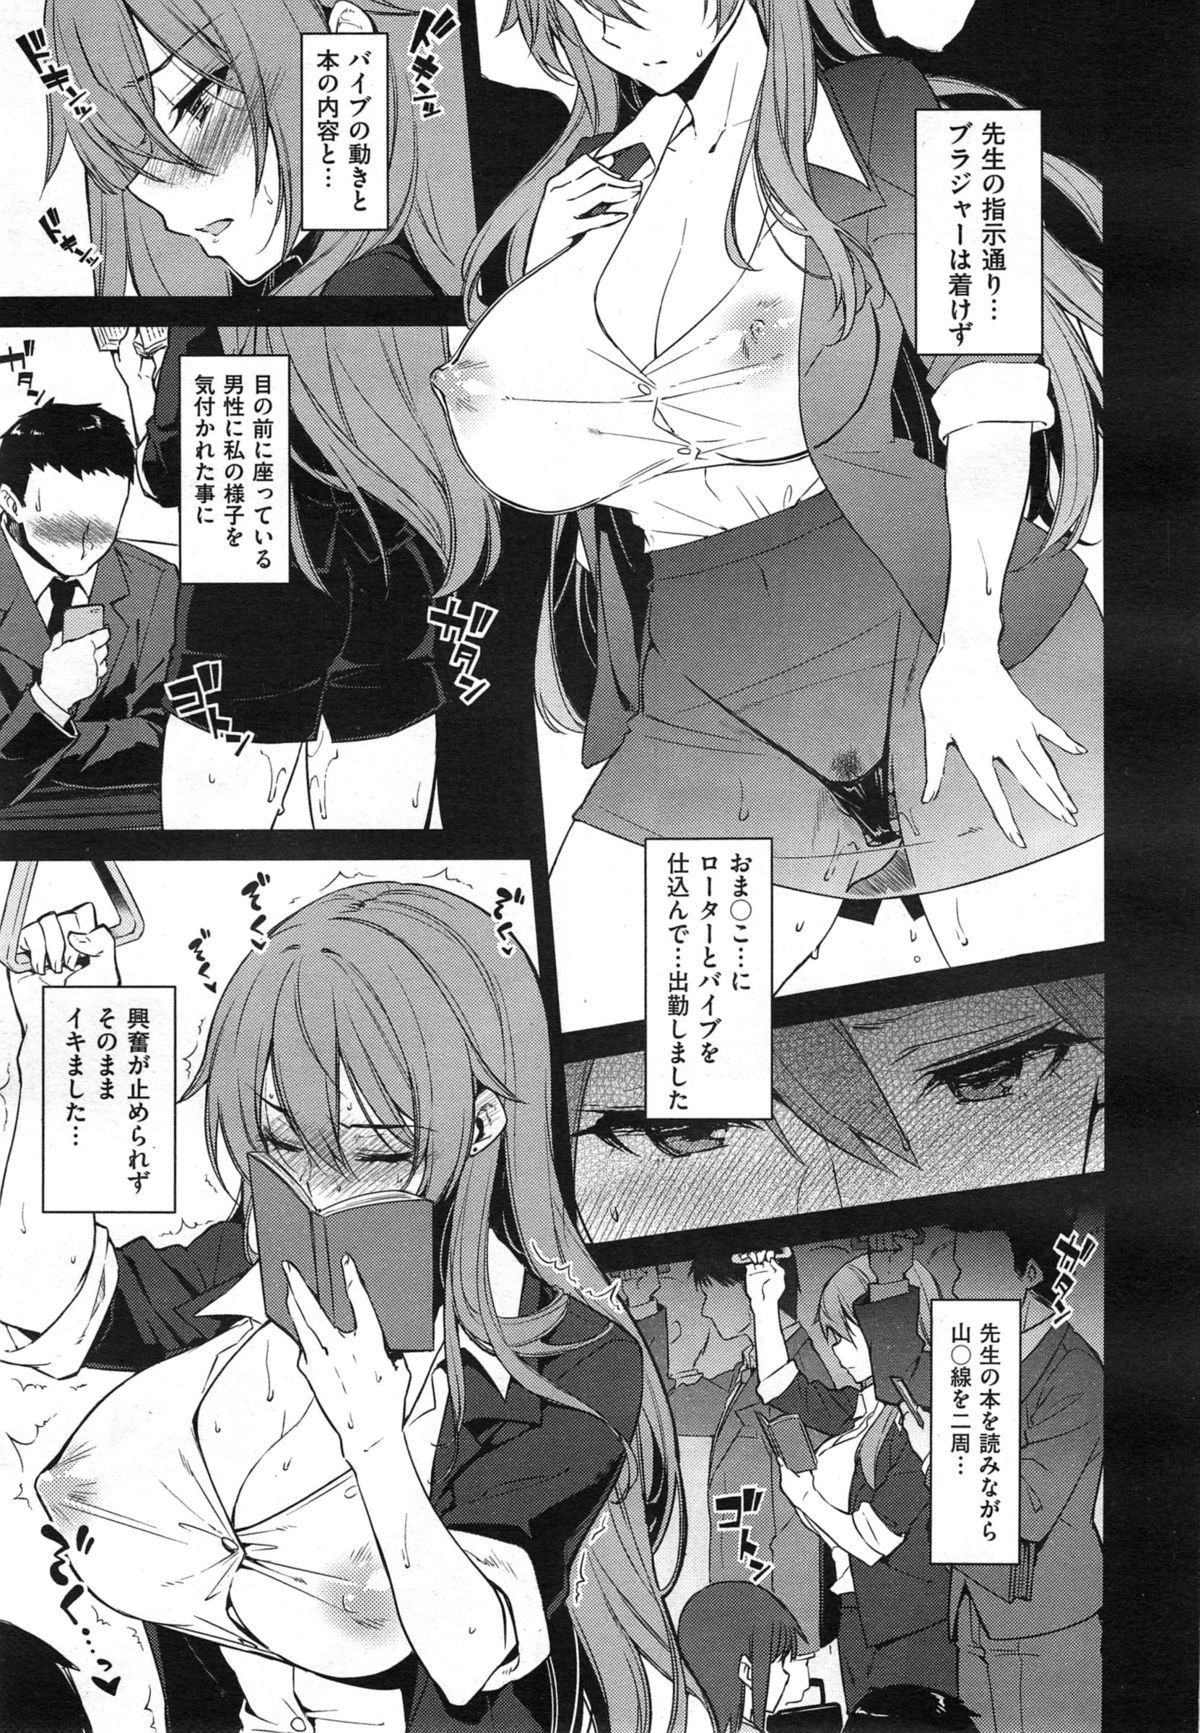 先生の指示通り…
ブラジャーは着けず
おま〇こ…に
ローターとバイブを
仕込んで…出勤しました
先生の本を読みながら
山〇線を二周…
ガタン
ゴトン
バイブの動きと
本の内容と…
ドキンッ
ドキンッ
ドキンッ
目の前に座っている
男性に私の様子を
気付かれた事に
ガタン
ガタン
ゴトン
興奮が止められず
そのまま
イキました…
ぞくっ
ぞくっ
ぞくぞく…っ